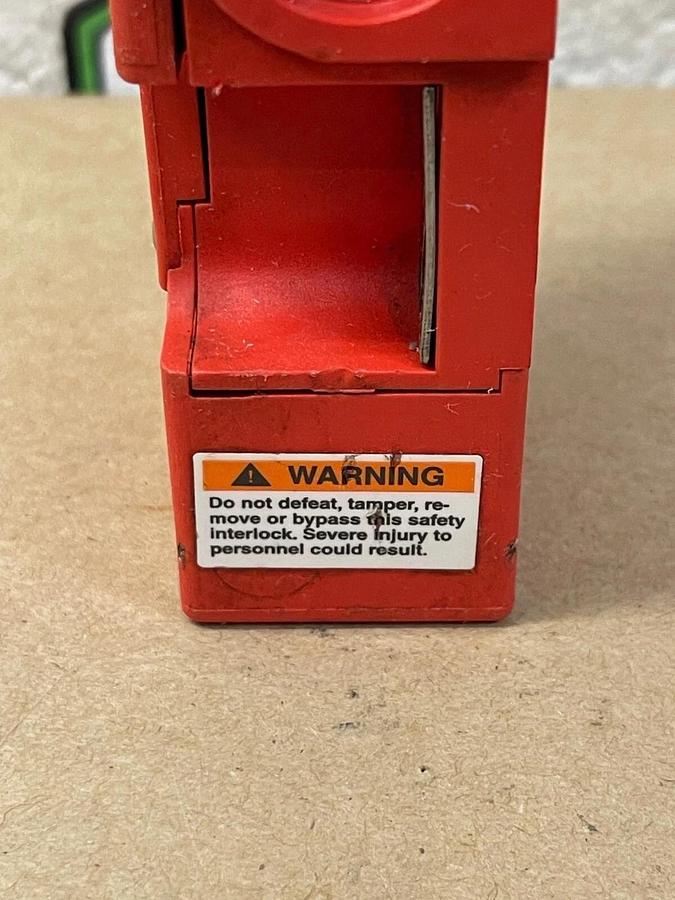 WARNING
Do not defeat, tamper, re-
move or bypass this safety
interlock. Severe injury to
personnel could result.